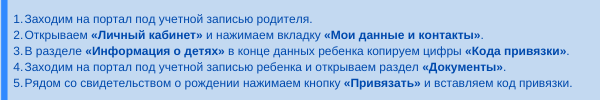 1. Заходим на портал под учетной записью родителя.
2. Открываем «Личный кабинет» и нажимаем вкладку «Мои данные и контакты».
3. В разделе «Информация о детях» в конце данных ребенка копируем цифры «Кода привязки».
4. Заходим на портал под учетной записью ребенка и открываем раздел «Документы».
5. Рядом со свидетельством о рождении нажимаем кнопку «Привязать» и вставляем код привязки.